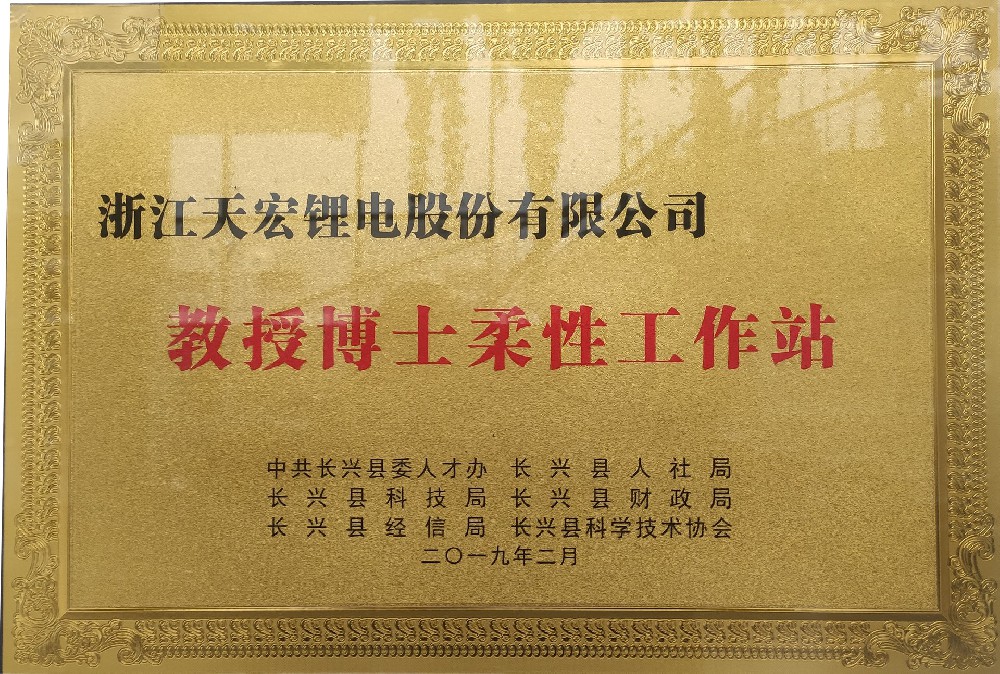 浙江天宏锂电股份有限公司
教授博士柔性工作站
中共长兴县委人才办 长兴县人社局
长兴县科技局 长兴县财政局
长兴县经信局 长兴县科学技术协会
二〇一九年二月